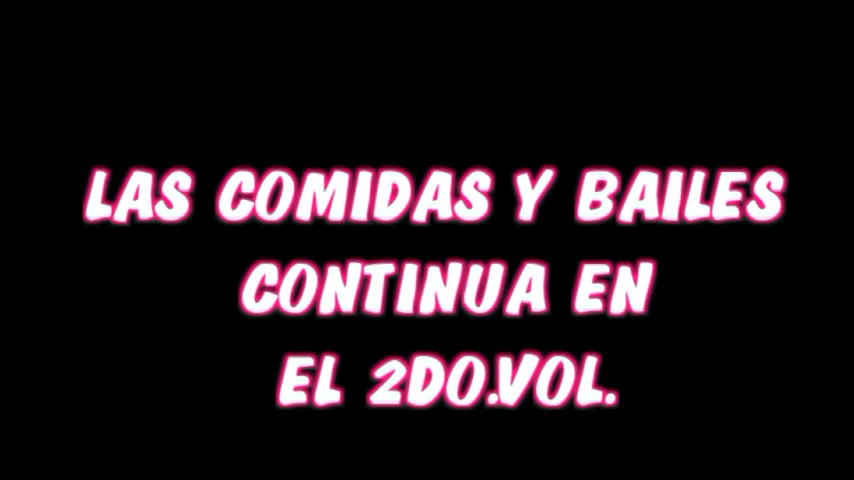 LAS COMIDAS Y BAILES
CONTINUA EN
EL 2DO.VOL.